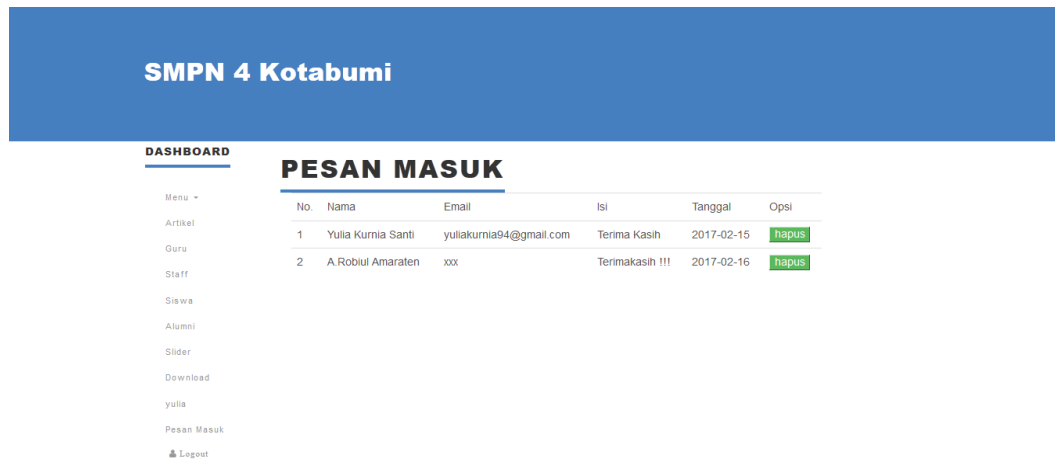 SMPN 4 Kotabumi
DASHBOARD
Menu
Artikel
Guru
Staff
Siswa
Alumni
Slider
Download
yulia
Pesan Masuk
Logout
PESAN MASUK
No. Nama Email Isi Tanggal Opsi
1 Yulia Kurnia Santi yuliakurnia94@gmail.com Terima Kasih 2017-02-15 hapus
2 A.Robiul Amaraten xxx Terimakasih !!! 2017-02-16 hapus